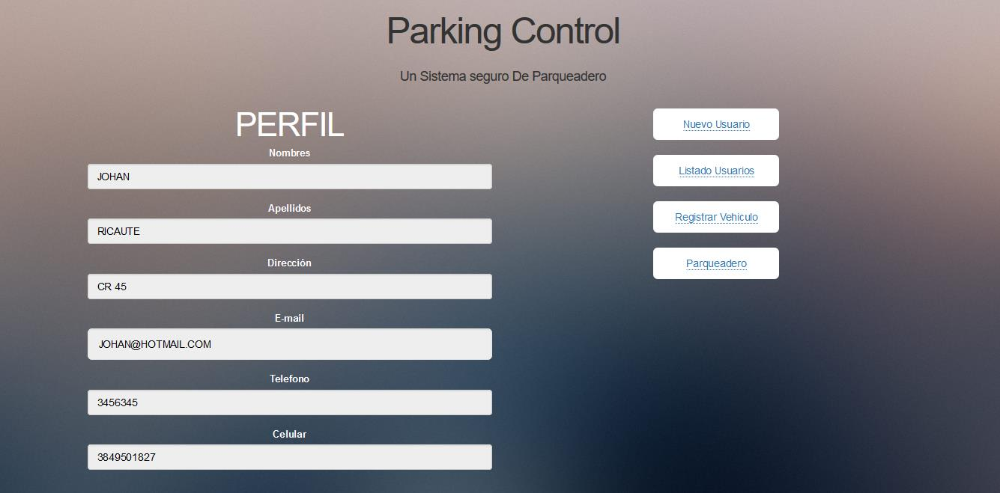 Parking Control
Un Sistema seguro De Parqueadero
PERFIL
Nombres
JOHAN
Apellidos
RICAUTE
Dirección
CR 45
E-mail
JOHAN@HOTMAIL.COM
Telefono
3456345
Celular
3849501827
Nuevo Usuario
Listado Usuarios
Registrar Vehiculo
Parqueadero